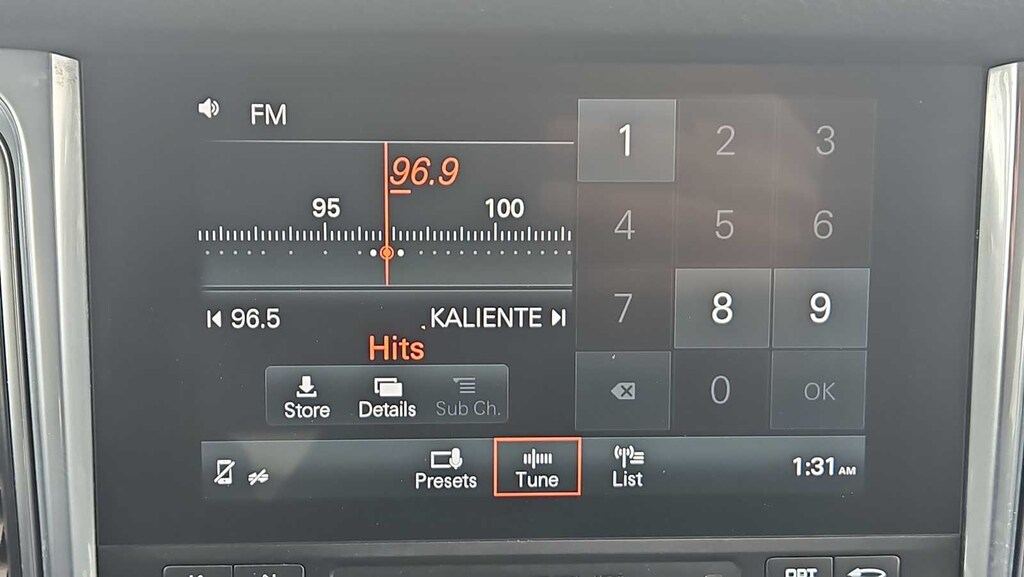 FM
96.9
95 100
96.5 KALIENTE
Hits
Store Details Sub Ch.
1 2 3
4 5 6
7 8 9
0 OK
Presets Tune List
1:31 AM